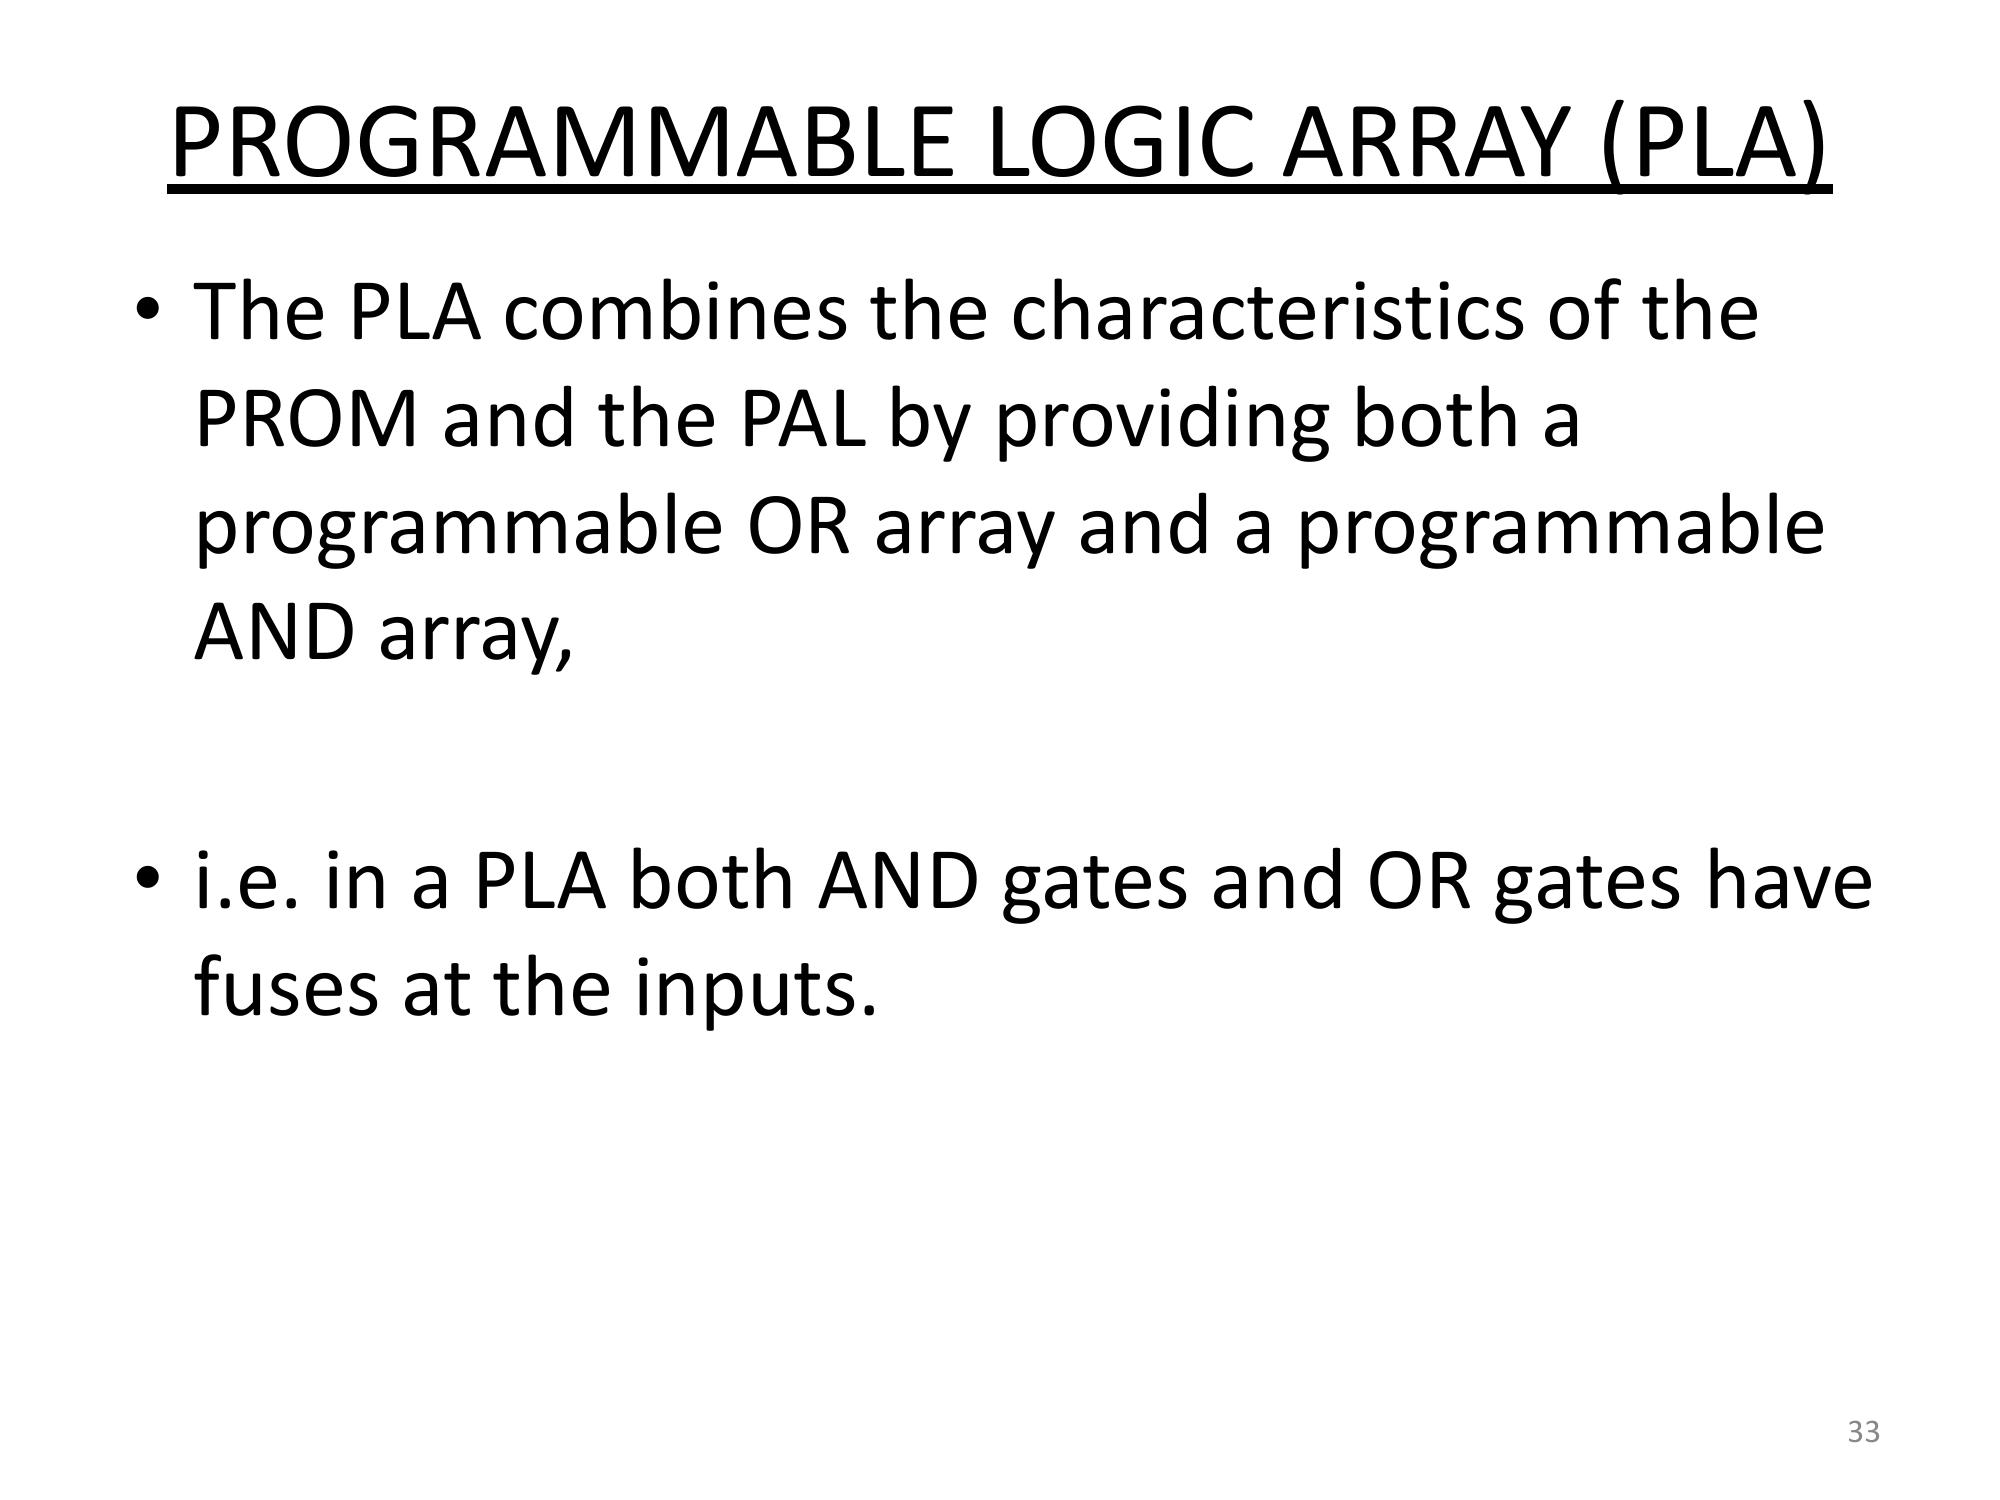 PROGRAMMABLE LOGIC ARRAY (PLA)
• The PLA combines the characteristics of the
PROM and the PAL by providing both a
programmable OR array and a programmable
AND array,
• i.e. in a PLA both AND gates and OR gates have
fuses at the inputs.
33